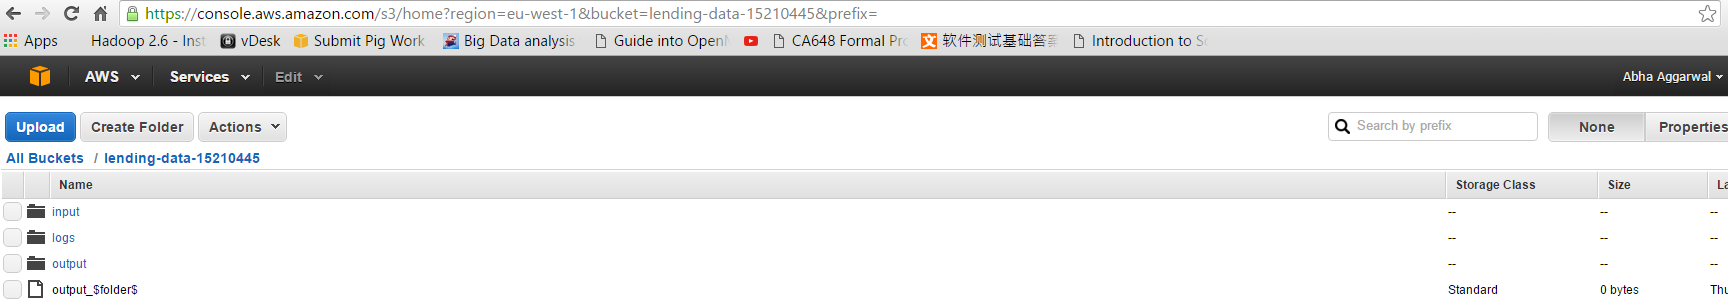 https://console.aws.amazon.com/s3/home?region=eu-west-1&bucket=lending-data-15210445&prefix=
Apps Hadoop 2.6 - Inst vDesk Submit Pig Work Big Data analysis Guide into Open CA648 Formal Pr 软件测试基础答案 Introduction to S
AWS Services Edit Abha Aggarwal
Upload Create Folder Actions Search by prefix None Properties
All Buckets / lending-data-15210445
Name Storage Class Size La
input -- -- --
logs -- -- --
output -- -- --
output_$folder$ Standard 0 bytes Thu